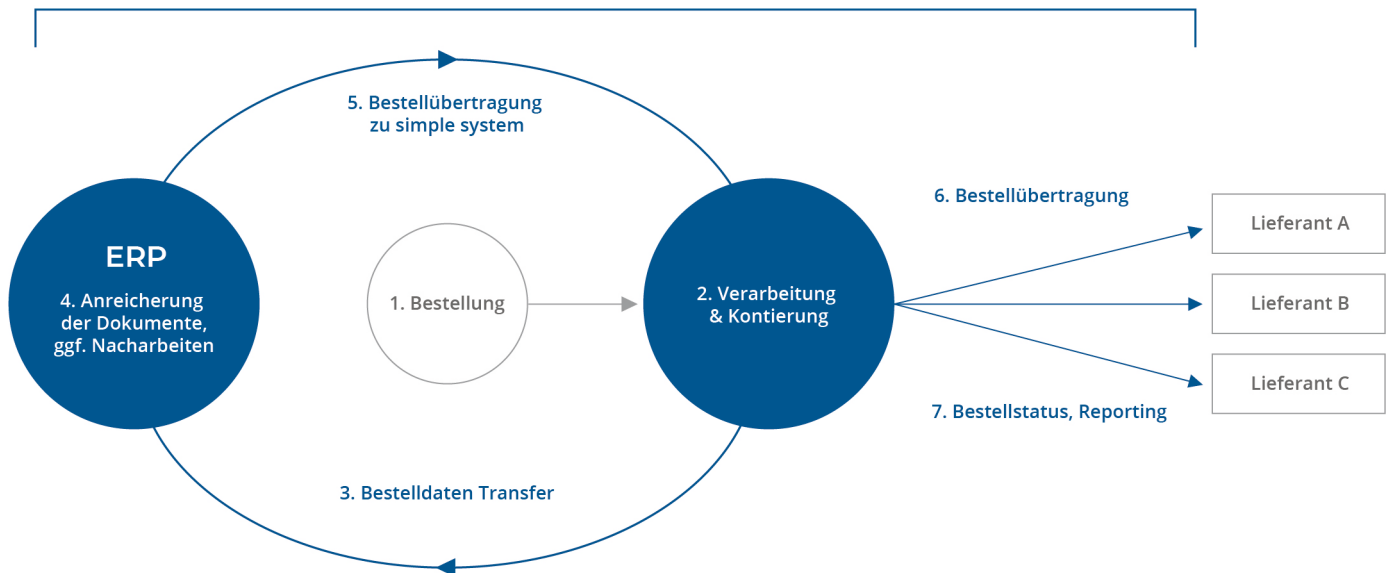 5. Bestellübertragung
zu simple system
ERP
4. Anreicherung
der Dokumente,
ggf. Nacharbeiten
1. Bestellung
2. Verarbeitung
& Kontierung
3. Bestelldaten Transfer
6. Bestellübertragung
7. Bestellstatus, Reporting
Lieferant A
Lieferant B
Lieferant C